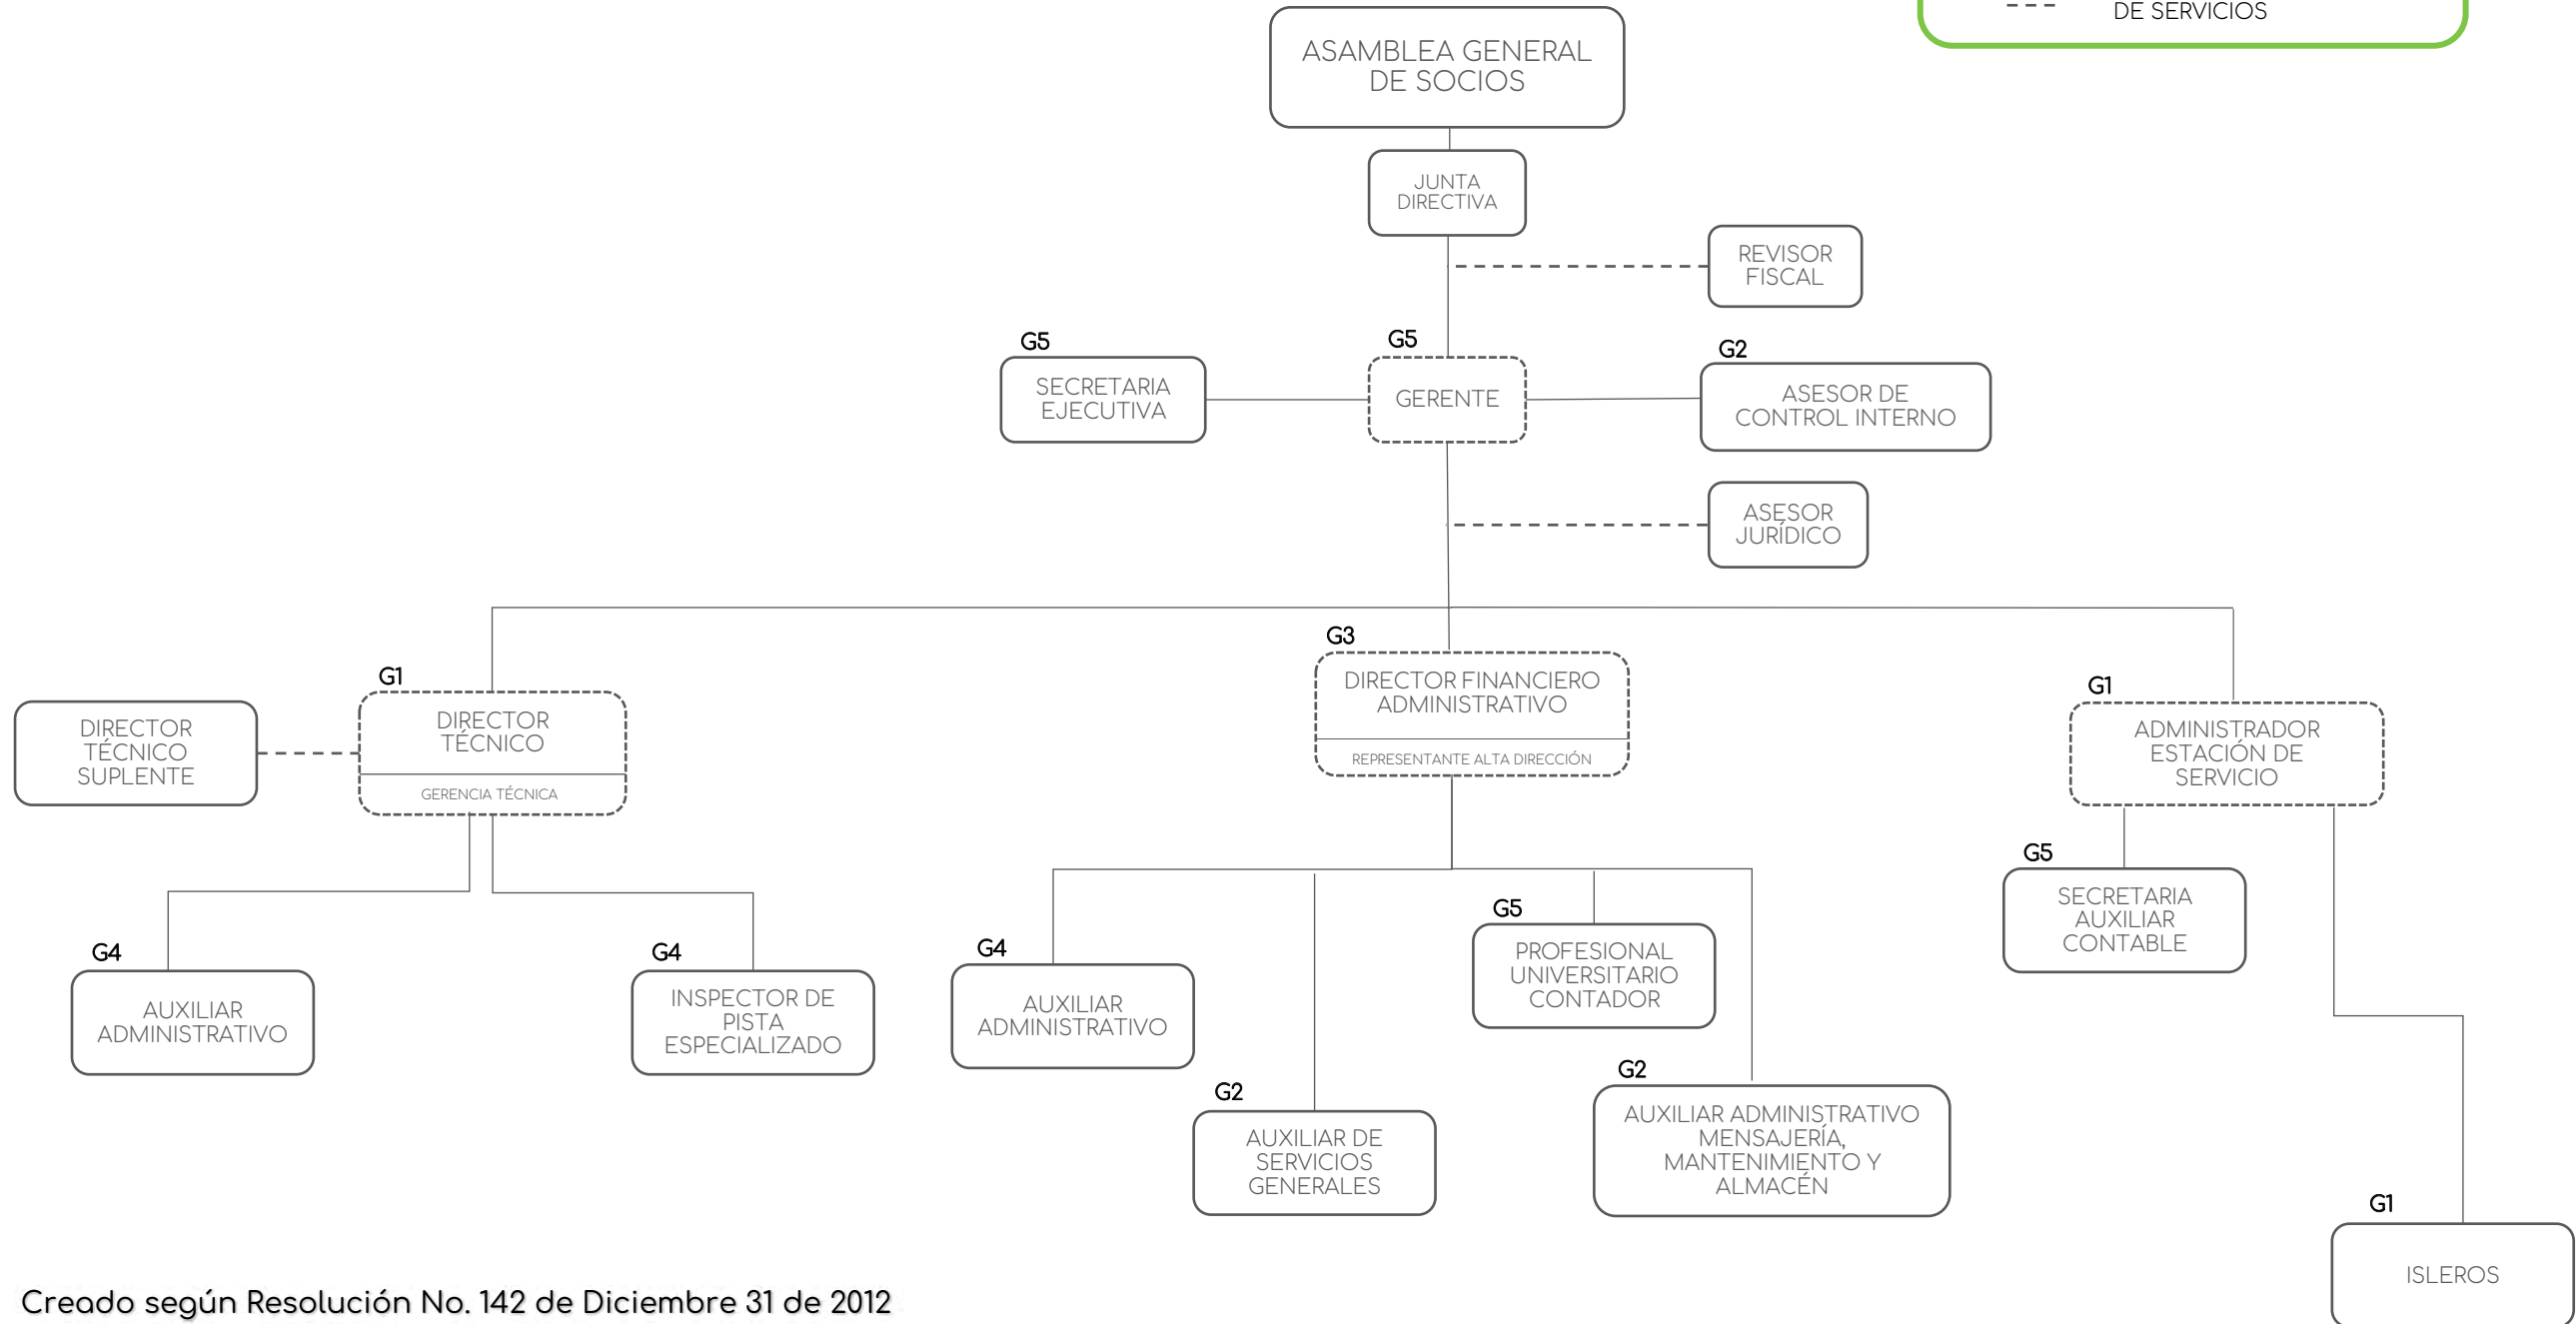 --- DE SERVICIOS
ASAMBLEA GENERAL
DE SOCIOS
JUNTA
DIRECTIVA
REVISOR
FISCAL
G5
SECRETARIA
EJECUTIVA
G5
GERENTE
G2
ASESOR DE
CONTROL INTERNO
ASESOR
JURÍDICO
DIRECTOR
TÉCNICO
SUPLENTE
G1
DIRECTOR
TÉCNICO
GERENCIA TÉCNICA
G3
DIRECTOR FINANCIERO
ADMINISTRATIVO
REPRESENTANTE ALTA DIRECCIÓN
G1
ADMINISTRADOR
ESTACIÓN DE
SERVICIO
G4
AUXILIAR
ADMINISTRATIVO
G4
INSPECTOR DE
PISTA
ESPECIALIZADO
G4
AUXILIAR
ADMINISTRATIVO
G2
AUXILIAR DE
SERVICIOS
GENERALES
G5
PROFESIONAL
UNIVERSITARIO
CONTADOR
G2
AUXILIAR ADMINISTRATIVO
MENSAJERÍA,
MANTENIMIENTO Y
ALMACÉN
G5
SECRETARIA
AUXILIAR
CONTABLE
G1
ISLEROS
Creado según Resolución No. 142 de Diciembre 31 de 2012